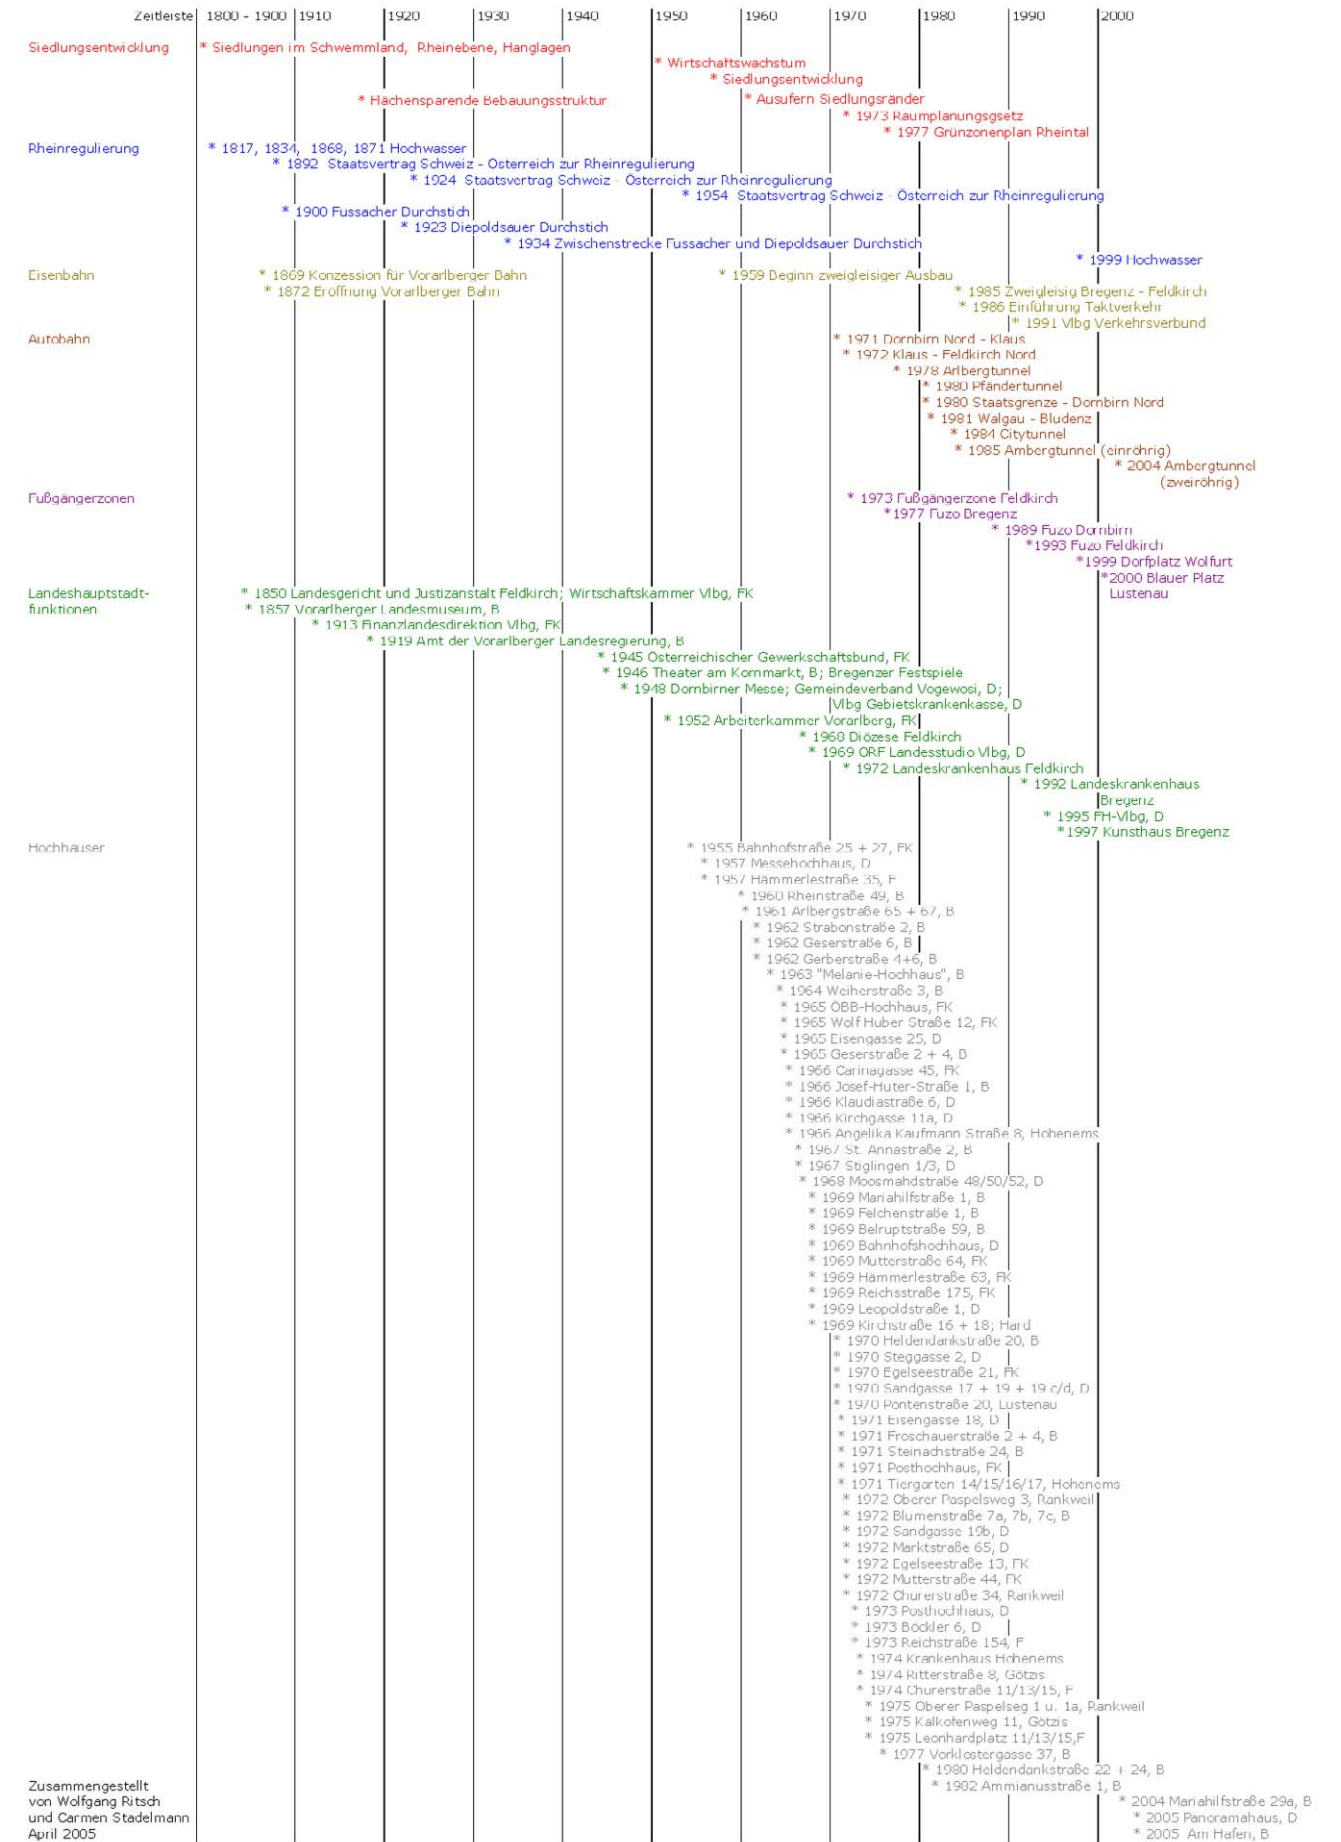 Zeitleiste 1800 - 1900 1910 1920 1930 1940 1950 1960 1970 1980 1990 2000
Siedlungsentwicklung * Siedlungen im Schwemmland, Rheinebene, Hanglagen
* Wirtschaftswachstum
* Siedlungsentwicklung
* Flächensparende Bebauungsstruktur * Ausufern Siedlungsränder
* 1973 Raumplanungsgsetz
* 1977 Grünzonenplan Rheintal
Rheinregulierung * 1817, 1834, 1868, 1871 Hochwasser
* 1892 Staatsvertrag Schweiz - Österreich zur Rheinregulierung
* 1924 Staatsvertrag Schweiz - Österreich zur Rheinregulierung
* 1954 Staatsvertrag Schweiz - Österreich zur Rheinregulierung
* 1900 Fussacher Durchstich
* 1923 Diepoldsauer Durchstich
* 1934 Zwischenstrecke Fussacher und Diepoldsauer Durchstich
* 1999 Hochwasser
Eisenbahn * 1869 Konzession für Vorarlberger Bahn * 1959 Beginn zweigleisiger Ausbau
* 1872 Eröffnung Vorarlberger Bahn * 1985 Zweigleisig Bregenz - Feldkirch
* 1986 Einführung Taktverkehr
* 1991 Vlbg Verkehrsverbund
Autobahn * 1971 Dornbirn Nord - Klaus
* 1972 Klaus - Feldkirch Nord
* 1978 Arlbergtunnel
* 1980 Pfändertunnel
* 1980 Staatsgrenze - Dornbirn Nord
* 1981 Walgau - Bludenz
* 1984 Citytunnel
* 1985 Ambergtunnel (einröhrig)
* 2004 Ambergtunnel
(zweiröhrig)
Fußgängerzonen * 1973 Fußgängerzone Feldkirch
*1977 Fuzo Bregenz
* 1989 Fuzo Dornbirn
*1993 Fuzo Feldkirch
*1999 Dorfplatz Wolfurt
*2000 Blauer Platz
Lustenau
Landeshauptstadt- * 1850 Landesgericht und Justizanstalt Feldkirch; Wirtschaftskammer Vlbg, FK
funktionen * 1857 Vorarlberger Landesmuseum, B
* 1913 Finanzlandesdirektion Vlbg, FK
* 1919 Amt der Vorarlberger Landesregierung, B
* 1945 Österreichischer Gewerkschaftsbund, FK
* 1946 Theater am Kornmarkt, B; Bregenzer Festspiele
* 1948 Dornbirner Messe; Gemeindeverband Vogewosi, D;
Vlbg Gebietskrankenkasse, D
* 1952 Arbeiterkammer Vorarlberg, FK
* 1968 Diözese Feldkirch
* 1969 ORF Landesstudio Vlbg, D
* 1972 Landeskrankenhaus Feldkirch
* 1992 Landeskrankenhaus
Bregenz
* 1995 FH-Vlbg, D
*1997 Kunsthaus Bregenz
Hochhäuser * 1955 Bahnhofstraße 25 + 27, FK
* 1957 Messehochhaus, D
* 1957 Hämmerlestraße 35, F
* 1960 Rheinstraße 49, B
* 1961 Arlbergstraße 65 + 67, B
* 1962 Strabonstraße 2, B
* 1962 Geserstraße 6, B
* 1962 Gerberstraße 4+6, B
* 1963 "Melanie-Hochhaus", B
* 1964 Weiherstraße 3, B
* 1965 ÖBB-Hochhaus, FK
* 1965 Wolf Huber Straße 12, FK
* 1965 Eisengasse 25, D
* 1965 Geserstraße 2 + 4, B
* 1966 Carinagasse 45, FK
* 1966 Josef-Huter-Straße 1, B
* 1966 Klaudiastraße 6, D
* 1966 Kirchgasse 11a, D
* 1966 Angelika Kaufmann Straße 8, Hohenems
* 1967 St. Annastraße 2, B
* 1967 Stiglingen 1/3, D
* 1968 Moosmahdstraße 48/50/52, D
* 1969 Mariahilfstraße 1, B
* 1969 Felchenstraße 1, B
* 1969 Belruptstraße 59, B
* 1969 Bahnhofshochhaus, D
* 1969 Mutterstraße 64, FK
* 1969 Hämmerlestraße 63, FK
* 1969 Reichsstraße 175, FK
* 1969 Leopoldstraße 1, D
* 1969 Kirchstraße 16 + 18; Hard
* 1970 Heldendankstraße 20, B
* 1970 Steggasse 2, D
* 1970 Egelseestraße 21, FK
* 1970 Sandgasse 17 + 19 + 19 c/d, D
* 1970 Pontenstraße 20, Lustenau
* 1971 Eisengasse 18, D
* 1971 Froschauerstraße 2 + 4, B
* 1971 Steinachstraße 24, B
* 1971 Posthochhaus, FK
* 1971 Tiergarten 14/15/16/17, Hohenems
* 1972 Oberer Paspelsweg 3, Rankweil
* 1972 Blumenstraße 7a, 7b, 7c, B
* 1972 Sandgasse 19b, D
* 1972 Marktstraße 65, D
* 1972 Egelseestraße 13, FK
* 1972 Mutterstraße 44, FK
* 1972 Churerstraße 34, Rankweil
* 1973 Posthochhaus, D
* 1973 Böckler 6, D
* 1973 Reichstraße 154, F
* 1974 Krankenhaus Hohenems
* 1974 Ritterstraße 8, Götzis
* 1974 Churerstraße 11/13/15, F
* 1975 Oberer Paspelseg 1 u. 1a, Rankweil
* 1975 Kalkofenweg 11, Götzis
* 1975 Leonhardplatz 11/13/15,F
* 1977 Vorklostergasse 37, B
* 1980 Heldendankstraße 22 + 24, B
Zusammengestellt * 1982 Ammianusstraße 1, B
von Wolfgang Ritsch * 2004 Mariahilfstraße 29a, B
und Carmen Stadelmann * 2005 Panoramahaus, D
April 2005 * 2005 Am Hafen, B